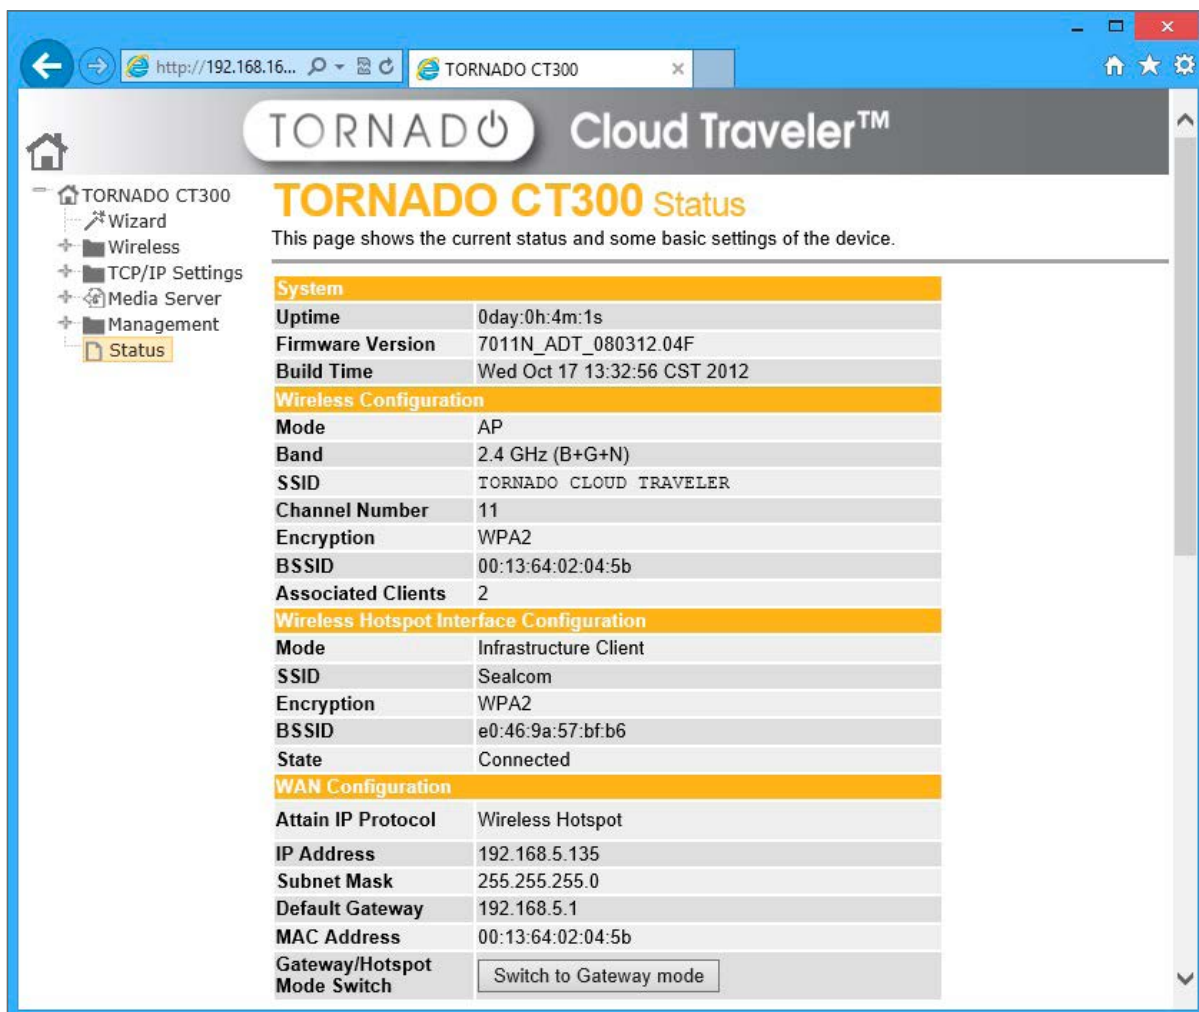 http://192.168.16... TORNADO CT300
TORNADO Cloud Traveler™
TORNADO CT300
Wizard
Wireless
TCP/IP Settings
Media Server
Management
Status
TORNADO CT300 Status
This page shows the current status and some basic settings of the device.
System
Uptime 0day:0h:4m:1s
Firmware Version 7011N_ADT_080312.04F
Build Time Wed Oct 17 13:32:56 CST 2012
Wireless Configuration
Mode AP
Band 2.4 GHz (B+G+N)
SSID TORNADO CLOUD TRAVELER
Channel Number 11
Encryption WPA2
BSSID 00:13:64:02:04:5b
Associated Clients 2
Wireless Hotspot Interface Configuration
Mode Infrastructure Client
SSID Sealcom
Encryption WPA2
BSSID e0:46:9a:57:bf:b6
State Connected
WAN Configuration
Attain IP Protocol Wireless Hotspot
IP Address 192.168.5.135
Subnet Mask 255.255.255.0
Default Gateway 192.168.5.1
MAC Address 00:13:64:02:04:5b
Gateway/Hotspot
Mode Switch Switch to Gateway mode